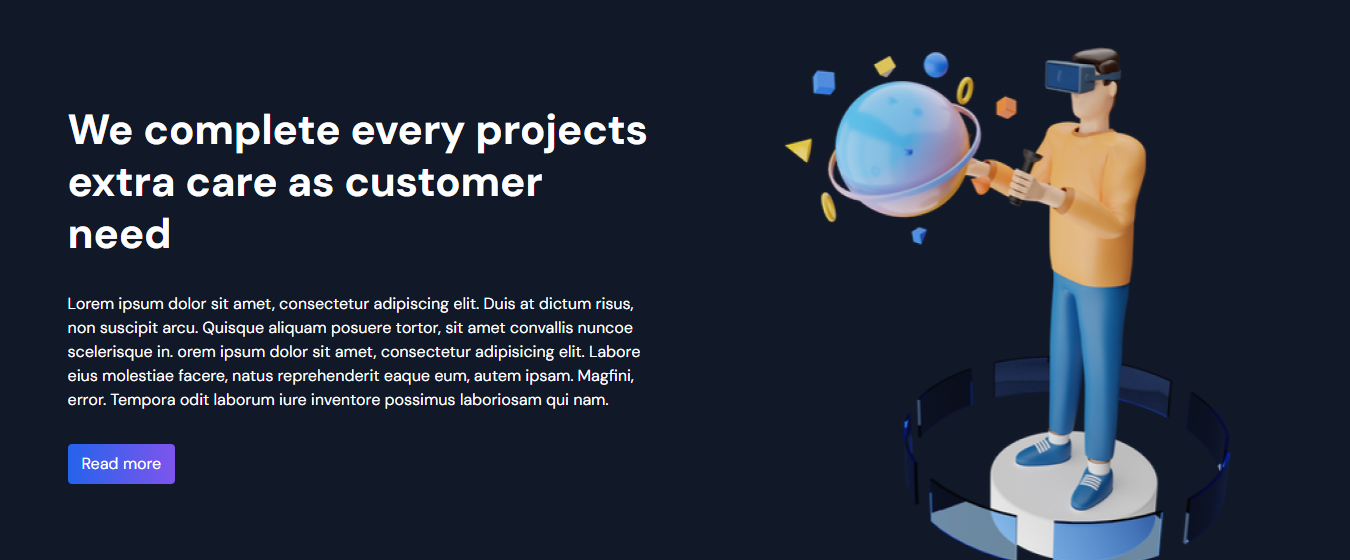 We complete every projects
extra care as customer
need
Lorem ipsum dolor sit amet, consectetur adipiscing elit. Duis at dictum risus,
non suscipit arcu. Quisque aliquam posuere tortor, sit amet convallis nuncoe
scelerisque in. orem ipsum dolor sit amet, consectetur adipisicing elit. Labore
eius molestiae facere, natus reprehenderit eaque eum, autem ipsam. Magfini,
error. Tempora odit laborum iure inventore possimus laboriosam qui nam.
Read more